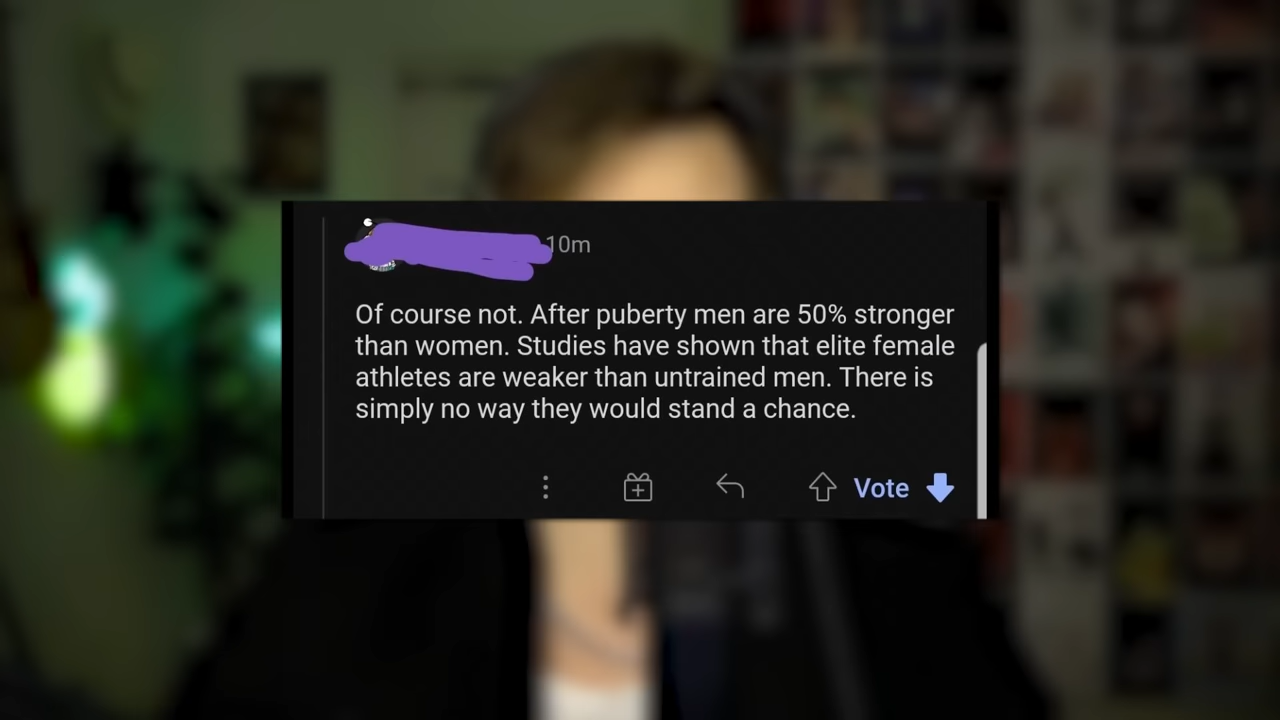 10m
Of course not. After puberty men are 50% stronger
than women. Studies have shown that elite female
athletes are weaker than untrained men. There is
simply no way they would stand a chance.
Vote